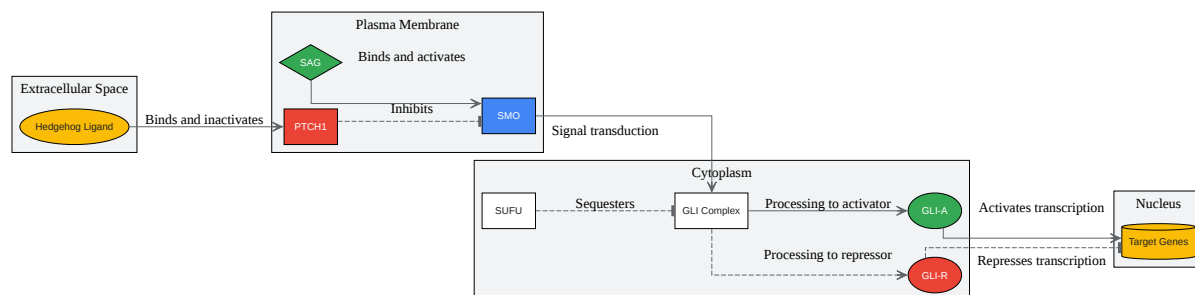 Plasma Membrane
SAG
Binds and activates
Extracellular Space
Hedgehog Ligand
Binds and inactivates
PTCH1
Inhibits
SMO
Signal transduction
Cytoplasm
SUFU
Sequesters
GLI Complex
Processing to activator
GLI-A
Activates transcription
Nucleus
Target Genes
Processing to repressor
GLI-R
Represses transcription